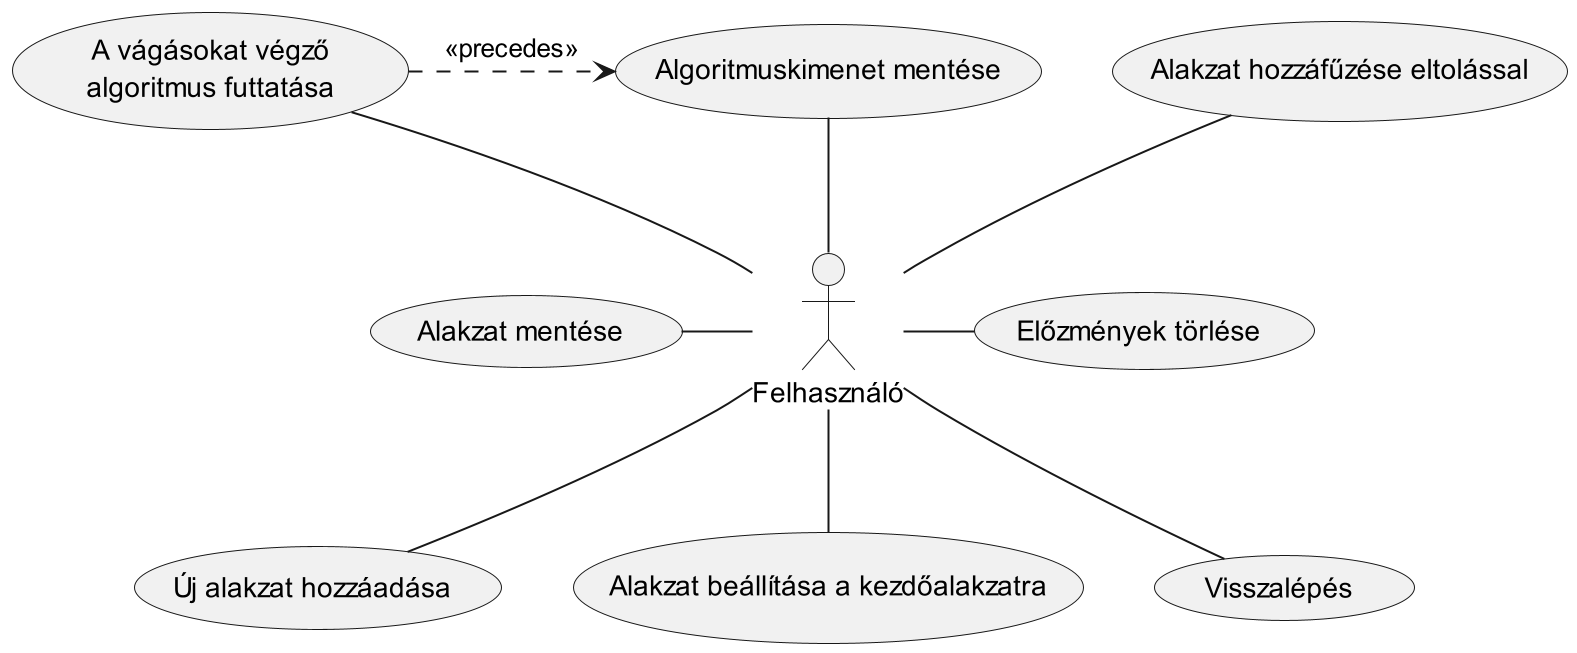 A vágásokat végző
algoritmus futtatása
«precedes»
Algoritmuskimenet mentése
Alakzat hozzáfűzése eltolással
Alakzat mentése
Előzmények törlése
Felhasználó
Új alakzat hozzáadása
Alakzat beállítása a kezdőalakzatra
Visszalépés